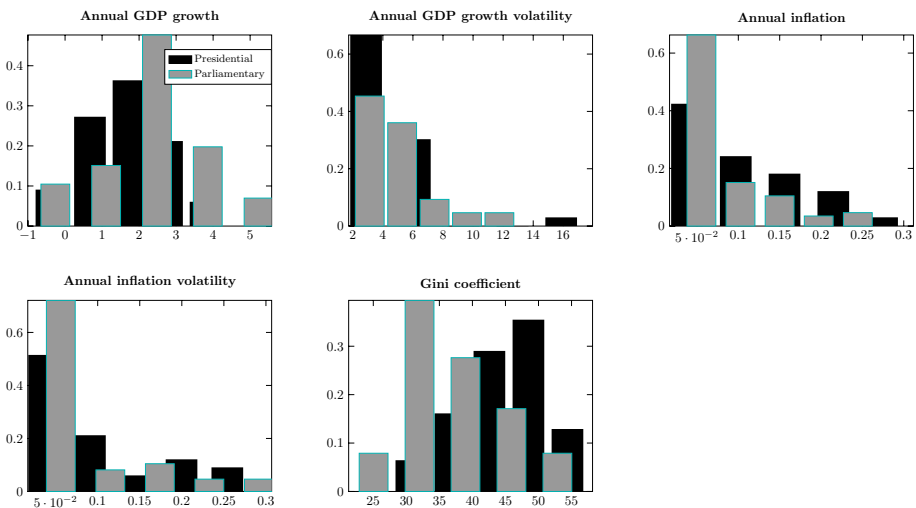 Annual GDP growth
0.4
0.3
0.2
0.1
0
−1 0 1 2 3 4 5
Presidential
Parliamentary
Annual GDP growth volatility
0.6
0.4
0.2
0
2 4 6 8 10 12 14 16
Annual inflation
0.6
0.4
0.2
0
5 · 10⁻² 0.1 0.15 0.2 0.25 0.3
Annual inflation volatility
0.6
0.4
0.2
0
5 · 10⁻² 0.1 0.15 0.2 0.25 0.3
Gini coefficient
0.3
0.2
0.1
0
25 30 35 40 45 50 55